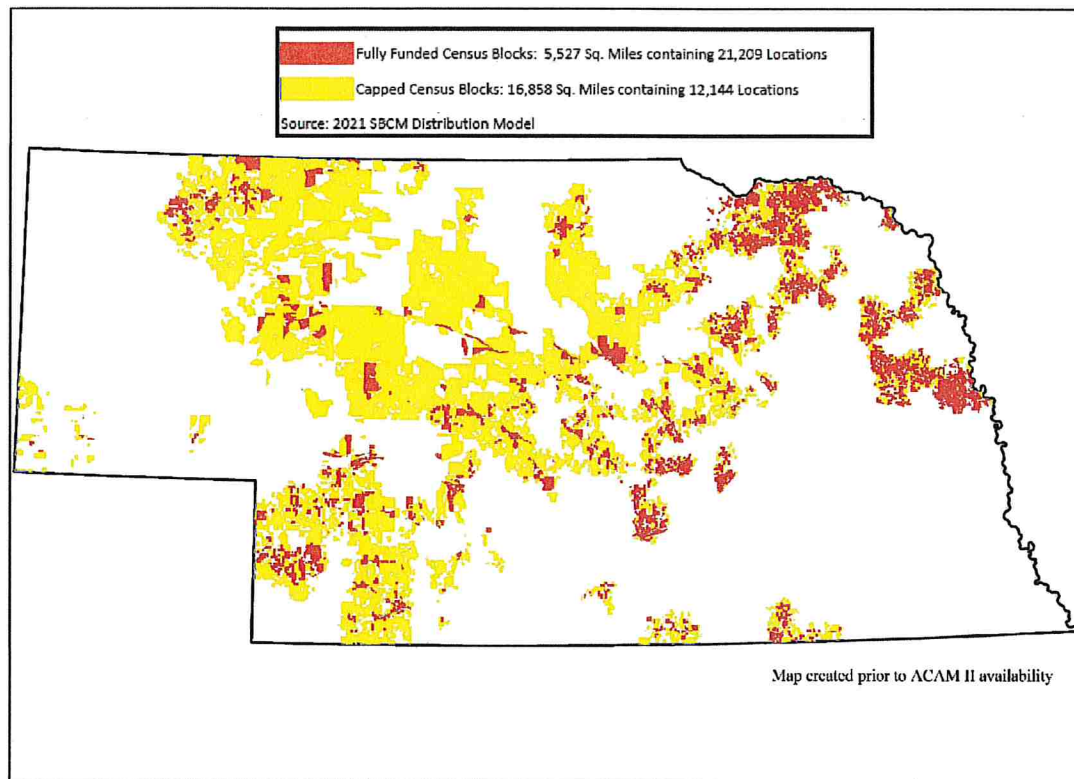 Fully Funded Census Blocks: 5,527 Sq. Miles containing 21,209 Locations
Capped Census Blocks: 16,858 Sq. Miles containing 12,144 Locations
Source: 2021 SBCM Distribution Model
Map created prior to ACAM II availability